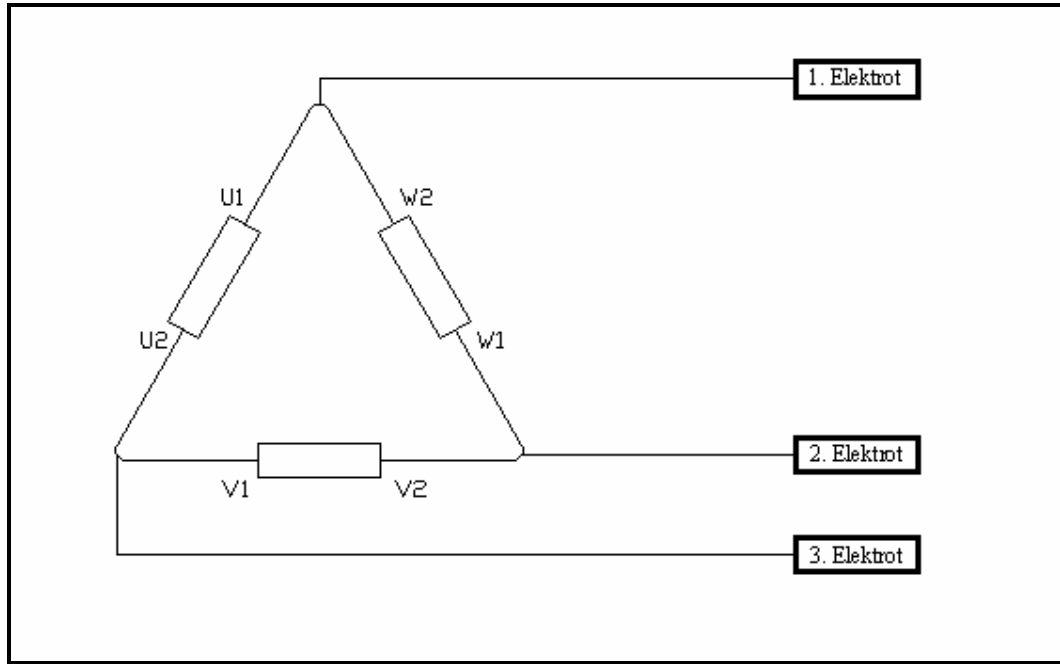 1. Elektrot
U1
W2
U2
W1
2. Elektrot
V1
V2
3. Elektrot